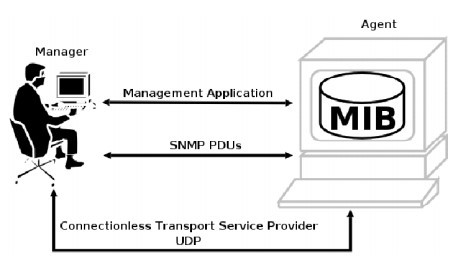 Agent
Manager
Management Application
MIB
SNMP PDUs
Connectionless Transport Service Provider
UDP